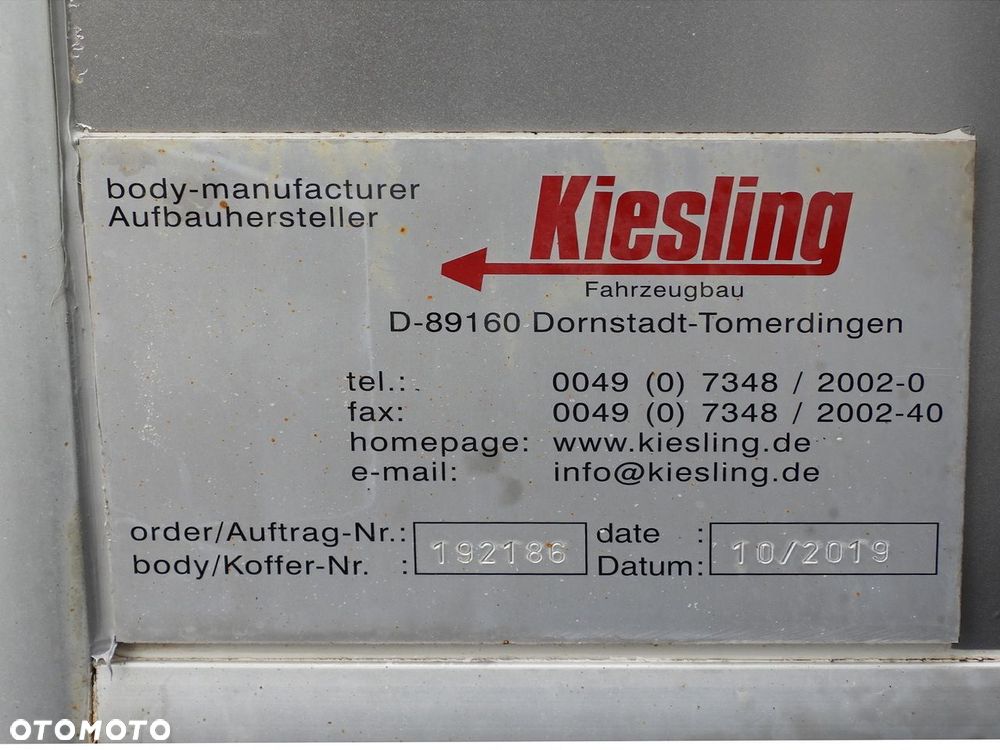 body-manufacturer
Aufbauhersteller
Kiesling
Fahrzeugbau
D-89160 Dornstadt-Tomerdingen
tel.: 0049 (0) 7348 / 2002-0
fax: 0049 (0) 7348 / 2002-40
homepage: www.kiesling.de
e-mail: info@kiesling.de
order/Auftrag-Nr.: date :
body/Koffer-Nr. : 192186 Datum: 10/2019
OTOMOTO